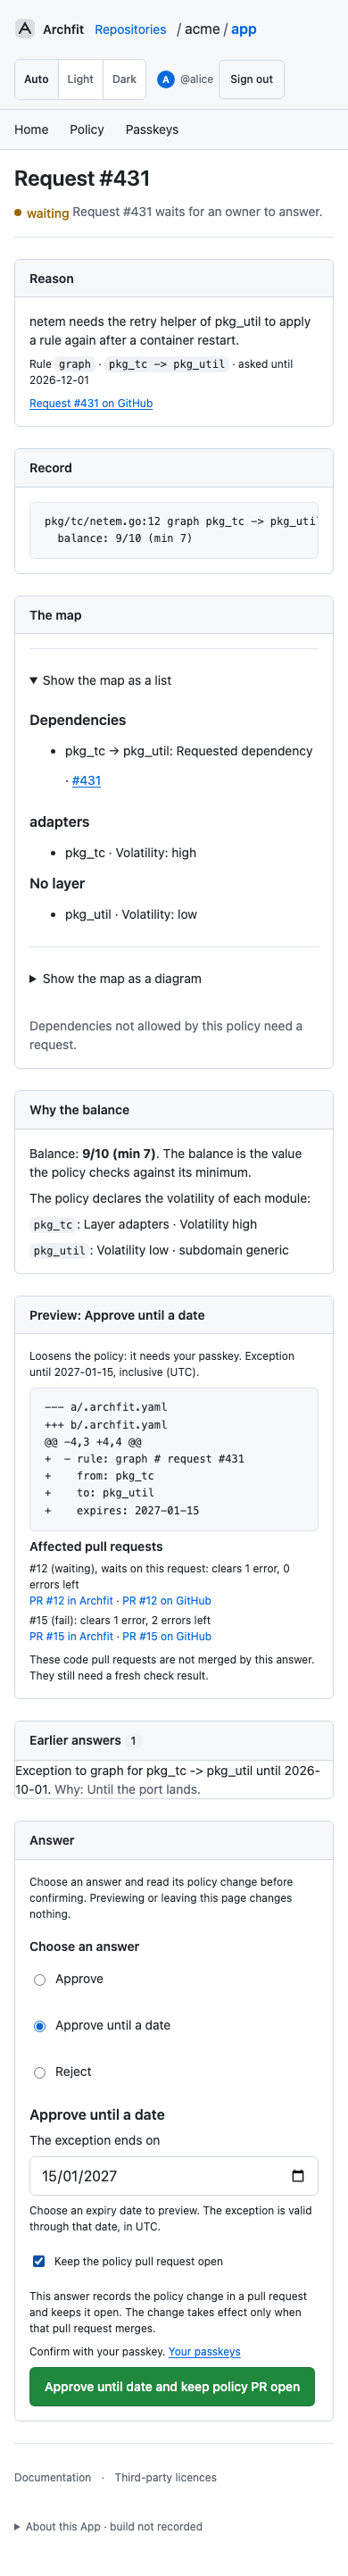 Archfit Repositories / acme / app
Auto Light Dark A @alice Sign out
Home Policy Passkeys
Request #431
waiting Request #431 waits for an owner to answer.
Reason
netem needs the retry helper of pkg_util to apply
a rule again after a container restart.
Rule graph · pkg_tc -> pkg_util · asked until
2026-12-01
Request #431 on GitHub
Record
pkg/tc/netem.go:12 graph pkg_tc -> pkg_util
balance: 9/10 (min 7)
The map
▼ Show the map as a list
Dependencies
• pkg_tc → pkg_util: Requested dependency
· #431
adapters
• pkg_tc · Volatility: high
No layer
• pkg_util · Volatility: low
▶ Show the map as a diagram
Dependencies not allowed by this policy need a
request.
Why the balance
Balance: 9/10 (min 7). The balance is the value
the policy checks against its minimum.
The policy declares the volatility of each module:
pkg_tc: Layer adapters · Volatility high
pkg_util: Volatility low · subdomain generic
Preview: Approve until a date
Loosens the policy: it needs your passkey. Exception
until 2027-01-15, inclusive (UTC).
--- a/.archfit.yaml
+++ b/.archfit.yaml
@@ -4,3 +4,4 @@
+  - rule: graph # request #431
+    from: pkg_tc
+    to: pkg_util
+    expires: 2027-01-15
Affected pull requests
#12 (waiting), waits on this request: clears 1 error, 0
errors left
PR #12 in Archfit · PR #12 on GitHub
#15 (fail): clears 1 error, 2 errors left
PR #15 in Archfit · PR #15 on GitHub
These code pull requests are not merged by this answer.
They still need a fresh check result.
Earlier answers 1
Exception to graph for pkg_tc -> pkg_util until 2026-
10-01. Why: Until the port lands.
Answer
Choose an answer and read its policy change before
confirming. Previewing or leaving this page changes
nothing.
Choose an answer
Approve
Approve until a date
Reject
Approve until a date
The exception ends on
15/01/2027
Choose an expiry date to preview. The exception is valid
through that date, in UTC.
Keep the policy pull request open
This answer records the policy change in a pull request
and keeps it open. The change takes effect only when
that pull request merges.
Confirm with your passkey. Your passkeys
Approve until date and keep policy PR open
Documentation · Third-party licences
▶ About this App · build not recorded